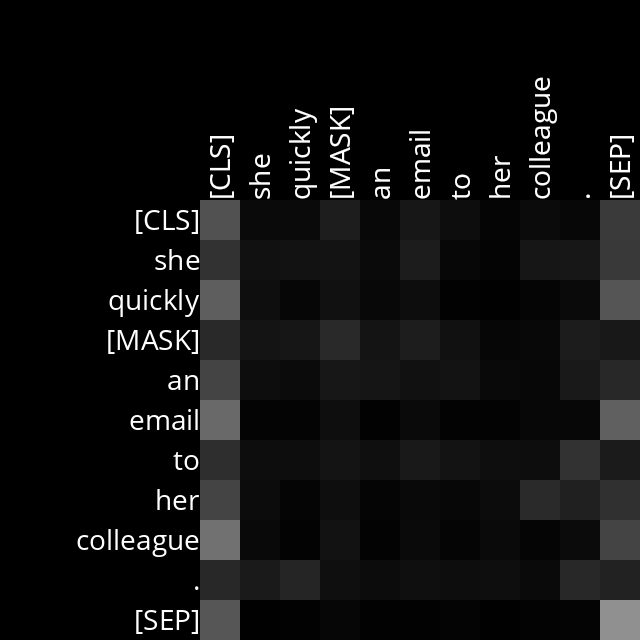 [CLS] she quickly [MASK] an email to her colleague . [SEP]
[CLS]
she
quickly
[MASK]
an
email
to
her
colleague
.
[SEP]